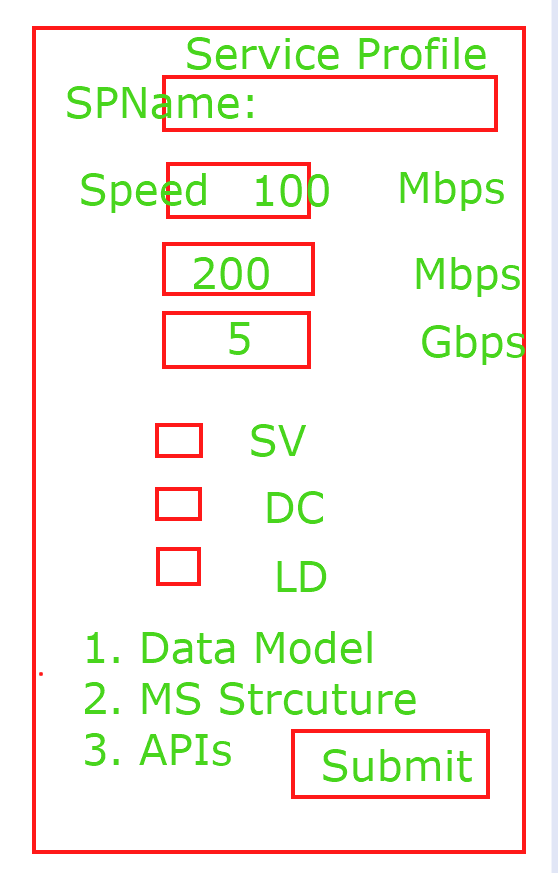 Service Profile
SPName:
Speed 100 Mbps
200 Mbps
5 Gbps
SV
DC
LD
1. Data Model
2. MS Strcuture
3. APIs
Submit